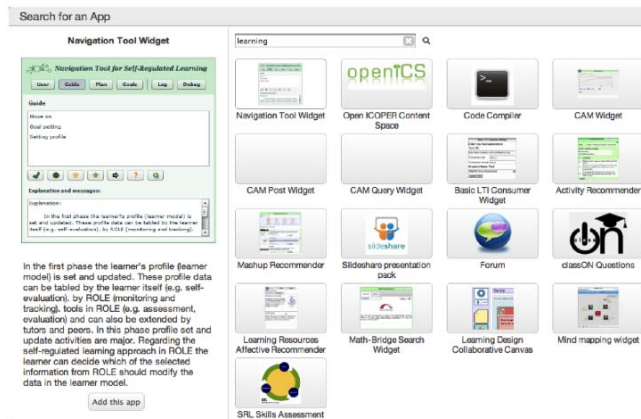 Search for an App
Navigation Tool Widget
Navigation Tool for Self-Regulated Learning
User Guide Plan Goals Log Debug
Guide
Move on
Goal setting
Setting profile
Explanation and messages:
Explanation:
In the first phase the learner's profile (learner model) is
set and updated. These profile data can be tabled by the learner
itself (e.g. self-evaluation), by ROLE (monitoring and tracking),
In the first phase the learner's profile (learner
model) is set and updated. These profile data
can be tabled by the learner itself (e.g. self-
evaluation). by ROLE (monitoring and
tracking), tools in ROLE (e.g. assessment,
evaluation) and can also be extended by
tutors and peers. In this phase profile set and
update activities are major. Regarding the
self-regulated learning approach in ROLE the
learner can decide which of the selected
information from ROLE should modify the
data in the learner model.
Add this app
learning
openICS
>_
Navigation Tool Widget
Open ICOPER Content
Space
Code Compiler
CAM Widget
CAM Post Widget
CAM Query Widget
Basic LTI Consumer
Widget
Activity Recommender
slideshare
on
Mashup Recommender
Slideshare presentation
pack
Forum
classON Questions
Learning Resources
Affective Recommender
Math-Bridge Search
Widget
Learning Design
Collaborative Canvas
Mind mapping widget
SRL Skills Assessment